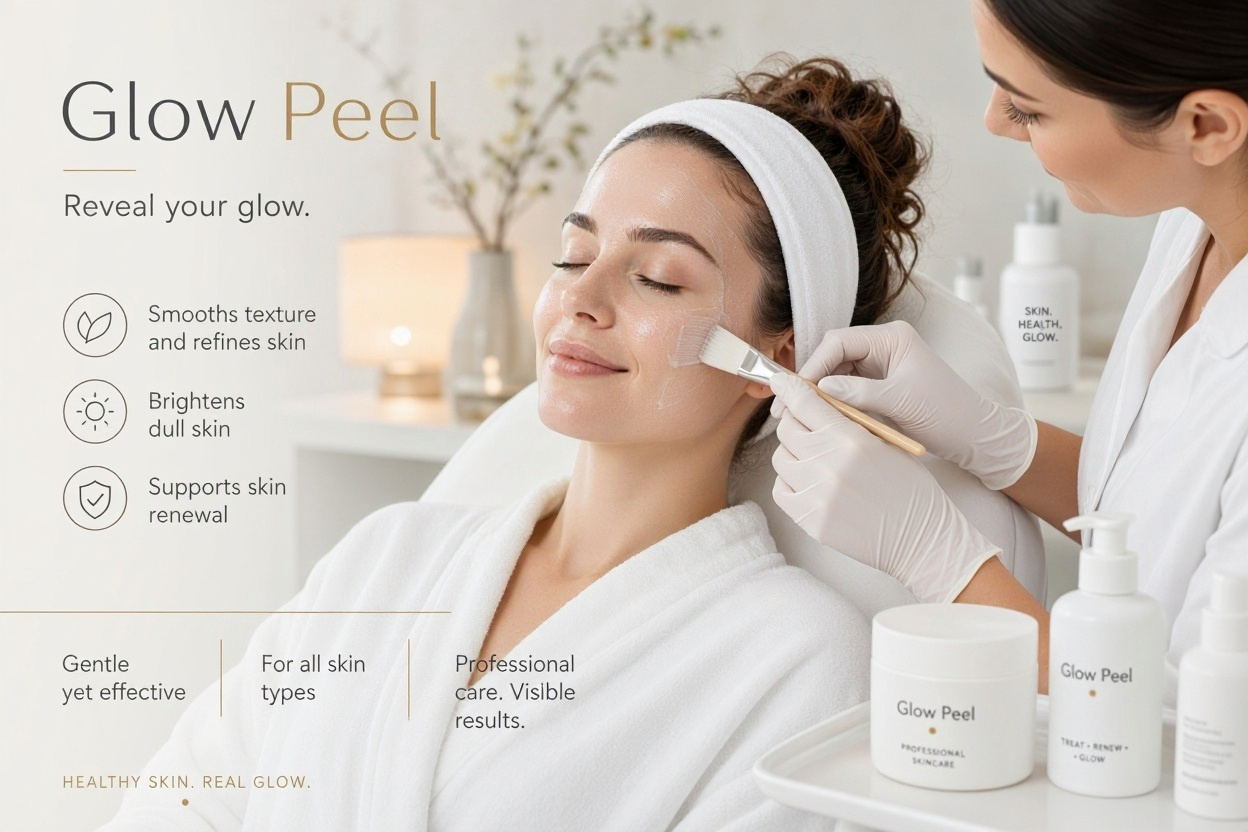 Glow Peel
Reveal your glow.
Smooths texture
and refines skin
Brightens
dull skin
Supports skin
renewal
Gentle
yet effective
For all skin
types
Professional
care. Visible
results.
HEALTHY SKIN. REAL GLOW.
SKIN.
HEALTH.
GLOW.
Glow Peel
PROFESSIONAL
SKINCARE
Glow Peel
TREAT • RENEW •
• GLOW